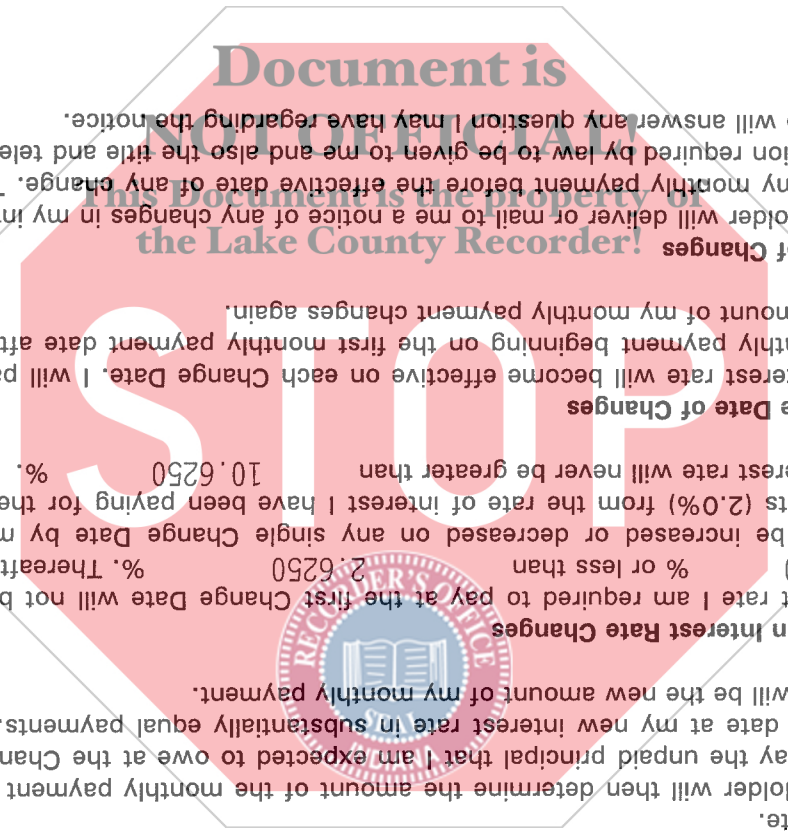 Document is
NOT OFFICIAL!
This Document is the property of
the Lake County Recorder!
STOP
RECORDER'S OFFICE
SEAL
INDIANA
te.
older will then determine the amount of the monthly payment
ay the unpaid principal that I am expected to owe at the Chan
date at my new interest rate in substantially equal payments.
will be the new amount of my monthly payment.
n Interest Rate Changes
t rate I am required to pay at the first Change Date will not b
% or less than 2.6250 %. Thereaft
be increased or decreased on any single Change Date by m
ts (2.0%) from the rate of interest I have been paying for the
erest rate will never be greater than 10.6250 %.
e Date of Changes
terest rate will become effective on each Change Date. I will pa
thly payment beginning on the first monthly payment date aft
mount of my monthly payment changes again.
f Changes
older will deliver or mail to me a notice of any changes in my in
ny monthly payment before the effective date of any change.
ion required by law to be given to me and also the title and tele
will answer any question I may have regarding the notice.